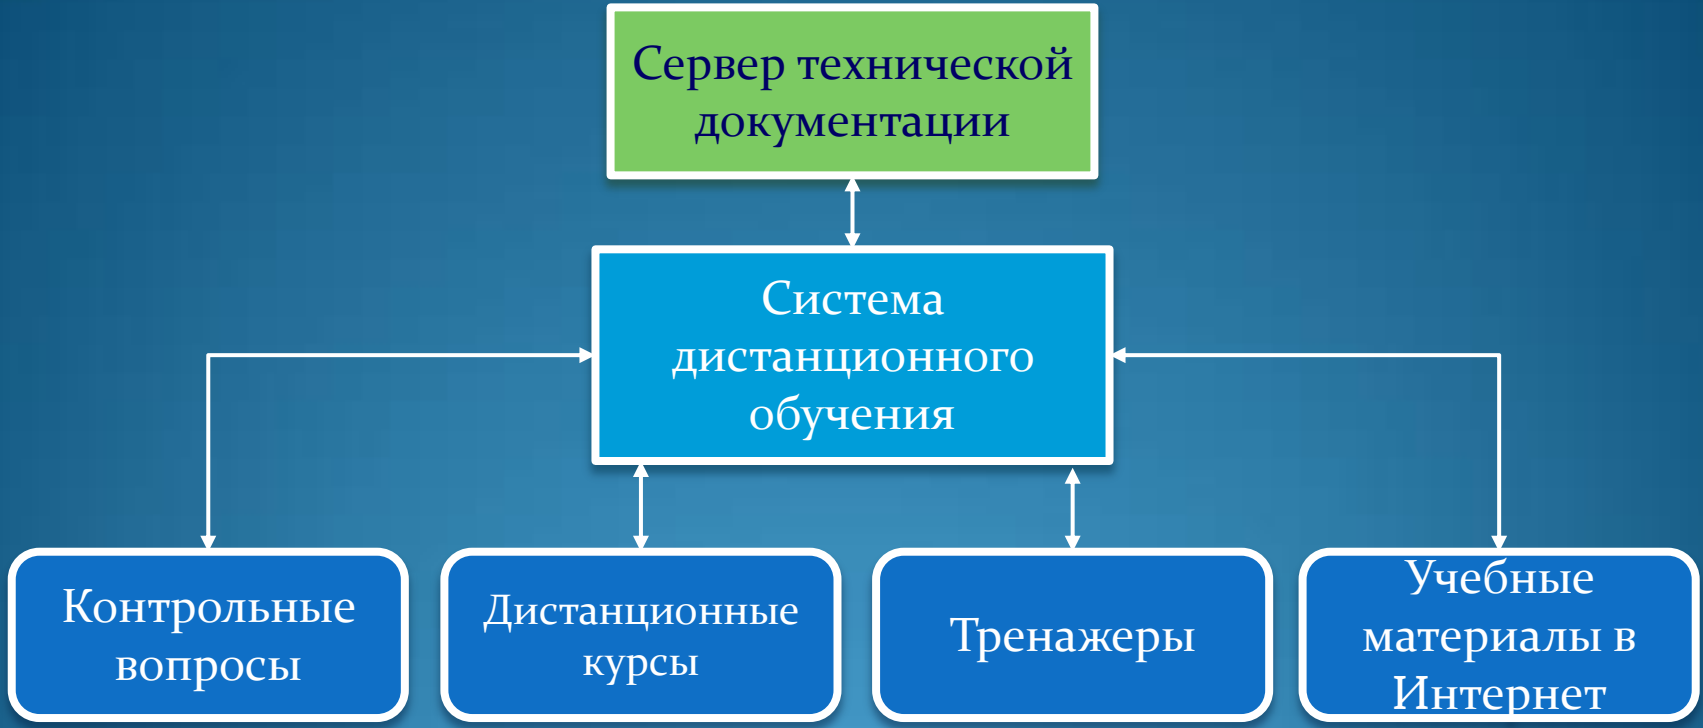 Сервер технической
документации
Система
дистанционного
обучения
Контрольные
вопросы
Дистанционные
курсы
Тренажеры
Учебные
материалы в
Интернет